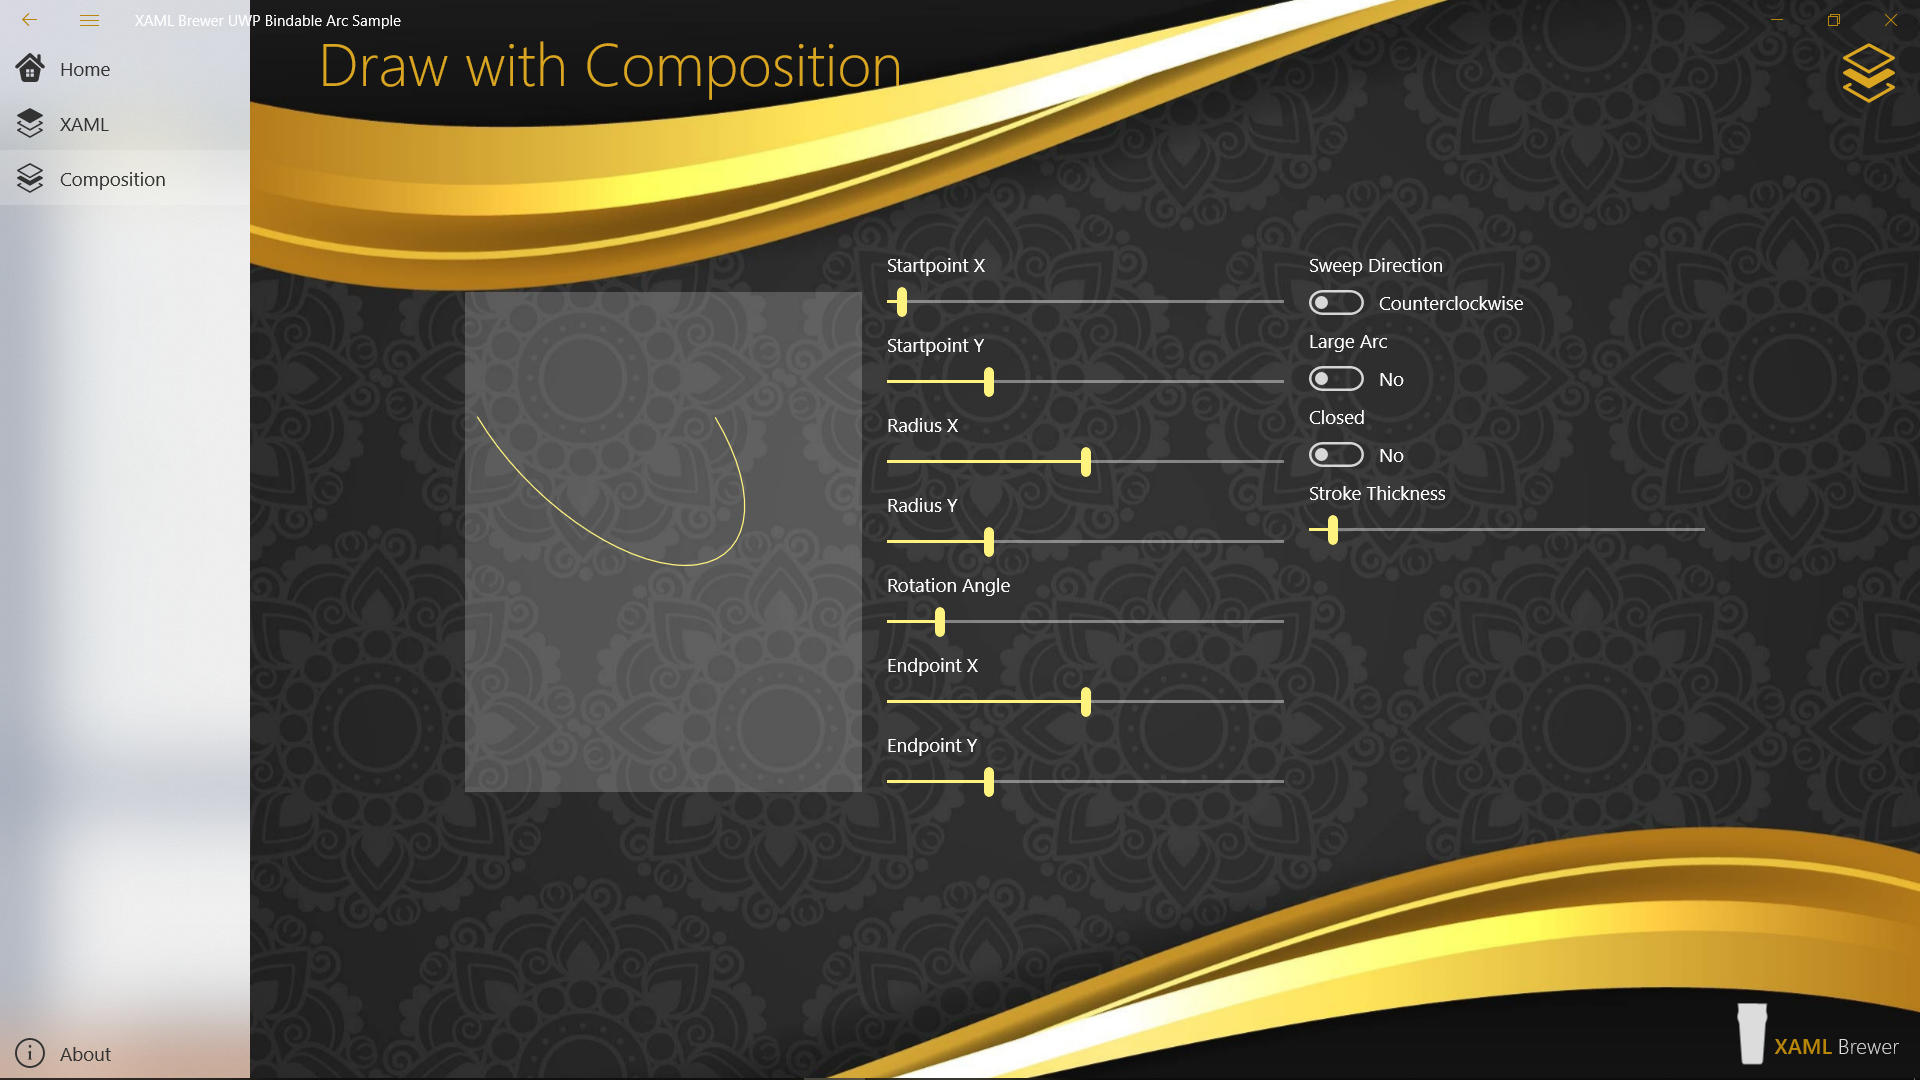 XAML Brewer UWP Bindable Arc Sample
Draw with Composition
Home
XAML
Composition
About
Startpoint X
Startpoint Y
Radius X
Radius Y
Rotation Angle
Endpoint X
Endpoint Y
Sweep Direction
Counterclockwise
Large Arc
No
Closed
No
Stroke Thickness
XAML Brewer